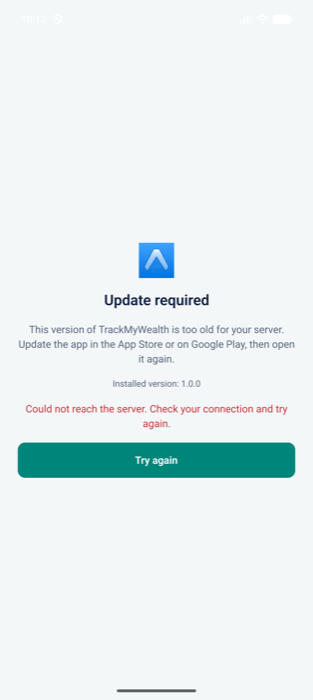 10:12
Update required
This version of TrackMyWealth is too old for your server.
Update the app in the App Store or on Google Play, then open
it again.
Installed version: 1.0.0
Could not reach the server. Check your connection and try
again.
Try again